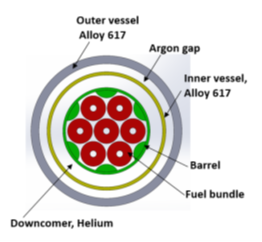 Outer vessel
Alloy 617
Argon gap
Inner vessel,
Alloy 617
Barrel
Fuel bundle
Downcomer, Helium